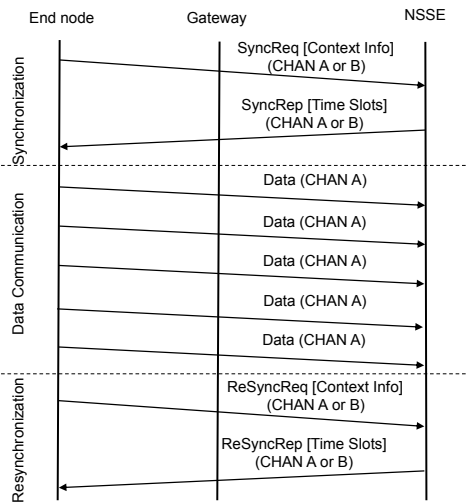 End node
Gateway
NSSE
Synchronization
SyncReq [Context Info]
(CHAN A or B)
SyncRep [Time Slots]
(CHAN A or B)
Data Communication
Data (CHAN A)
Data (CHAN A)
Data (CHAN A)
Data (CHAN A)
Data (CHAN A)
Resynchronization
ReSyncReq [Context Info]
(CHAN A or B)
ReSyncRep [Time Slots]
(CHAN A or B)